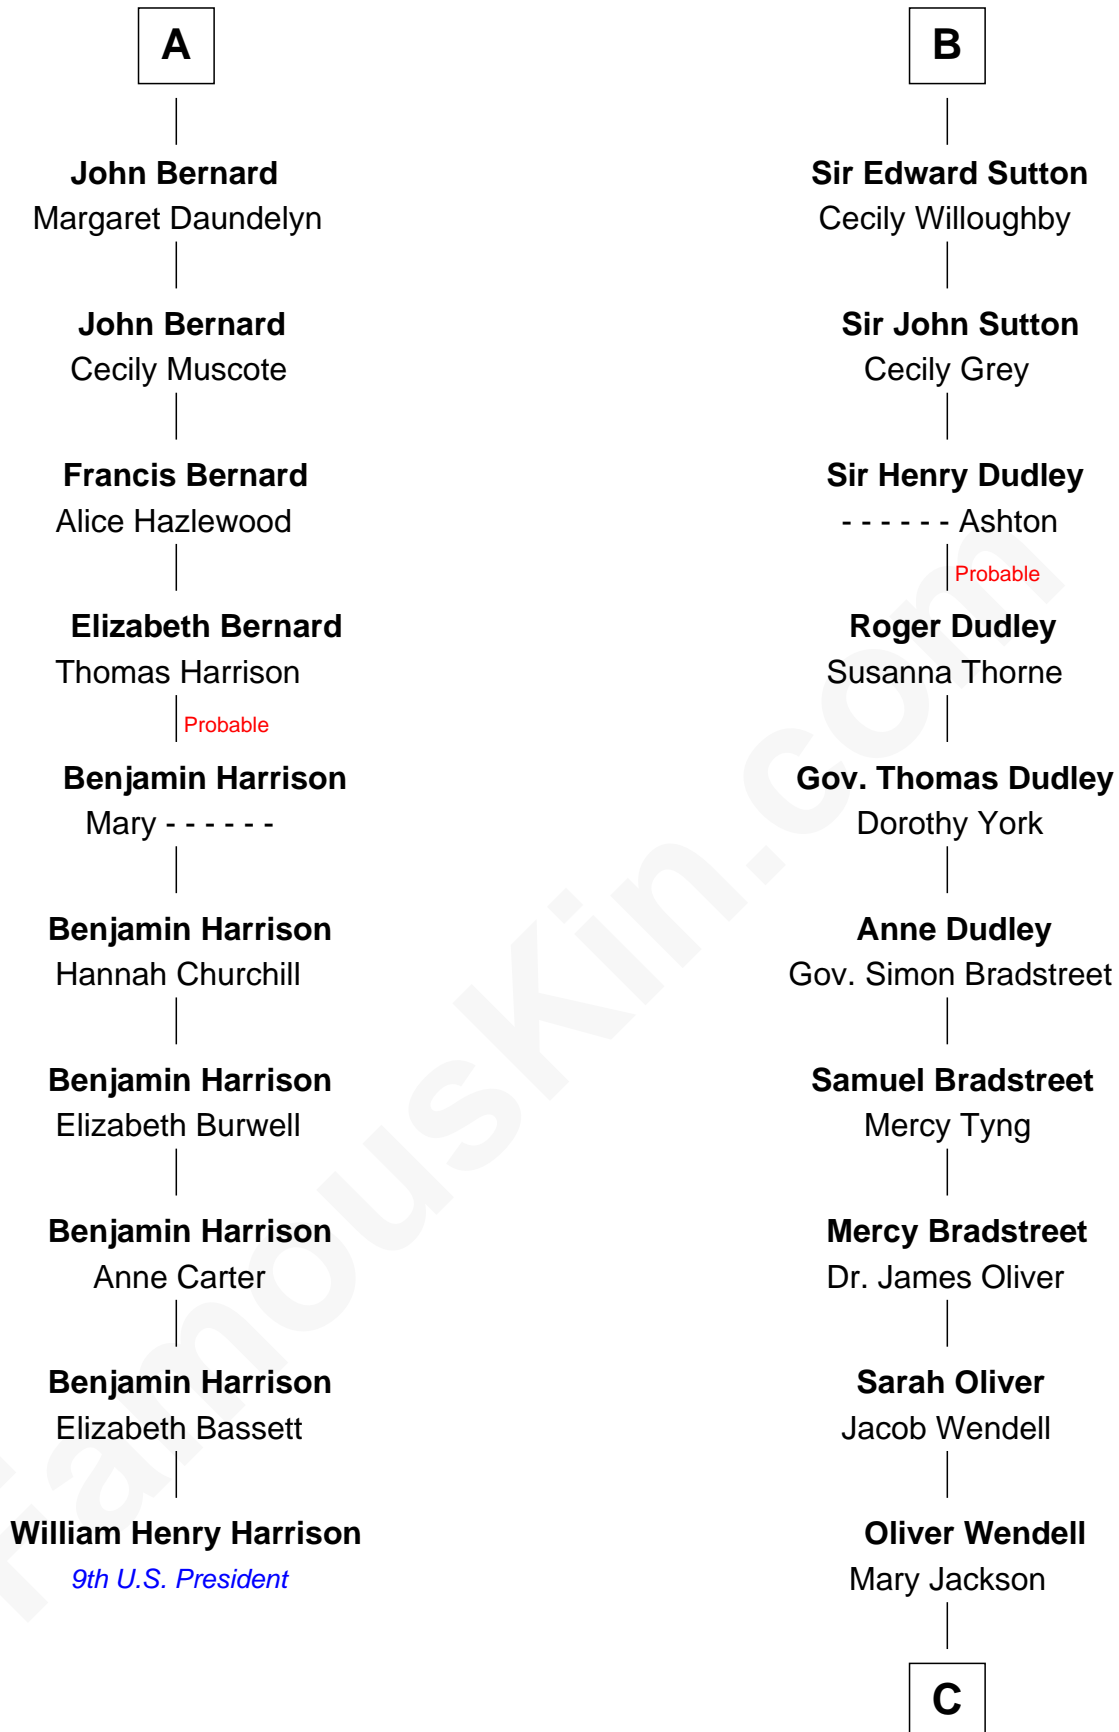 A
John Bernard
Margaret Daundelyn
John Bernard
Cecily Muscote
Francis Bernard
Alice Hazlewood
Elizabeth Bernard
Thomas Harrison
Probable
Benjamin Harrison
Mary - - - - - -
Benjamin Harrison
Hannah Churchill
Benjamin Harrison
Elizabeth Burwell
Benjamin Harrison
Anne Carter
Benjamin Harrison
Elizabeth Bassett
William Henry Harrison
9th U.S. President
B
Sir Edward Sutton
Cecily Willoughby
Sir John Sutton
Cecily Grey
Sir Henry Dudley
- - - - - - Ashton
Probable
Roger Dudley
Susanna Thorne
Gov. Thomas Dudley
Dorothy York
Anne Dudley
Gov. Simon Bradstreet
Samuel Bradstreet
Mercy Tyng
Mercy Bradstreet
Dr. James Oliver
Sarah Oliver
Jacob Wendell
Oliver Wendell
Mary Jackson
C
FamousKin.com